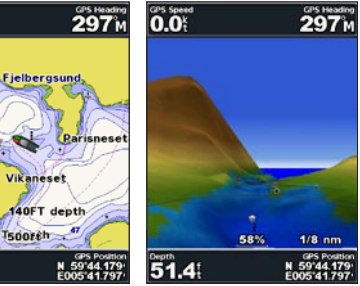 GPS Heading
297°M
Fjelbergsund
Parisneset
Vikaneset
140FT depth
500ft
47
GPS Position
N 59°44.179'
E005°41.797'
GPS Speed
0.0kt
GPS Heading
297°M
58%
1/8 nm
Depth
51.4ft
GPS Position
N 59°44.179'
E005°41.797'